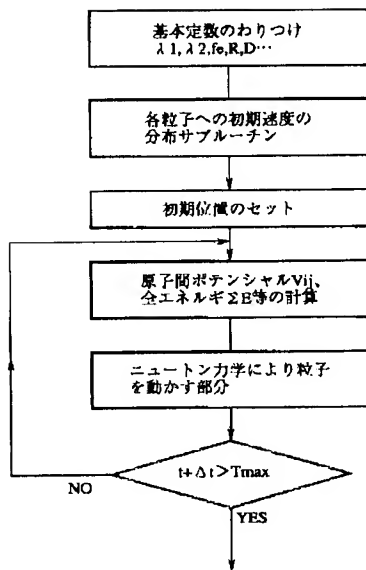 基本定数のわりつけ
λ1,λ2,fe,R,D…
各粒子への初期速度の
分布サブルーチン
初期位置のセット
原子間ポテンシャルVij、
全エネルギΣE等の計算
ニュートン力学により粒子
を動かす部分
t+Δt>Tmax
NO
YES